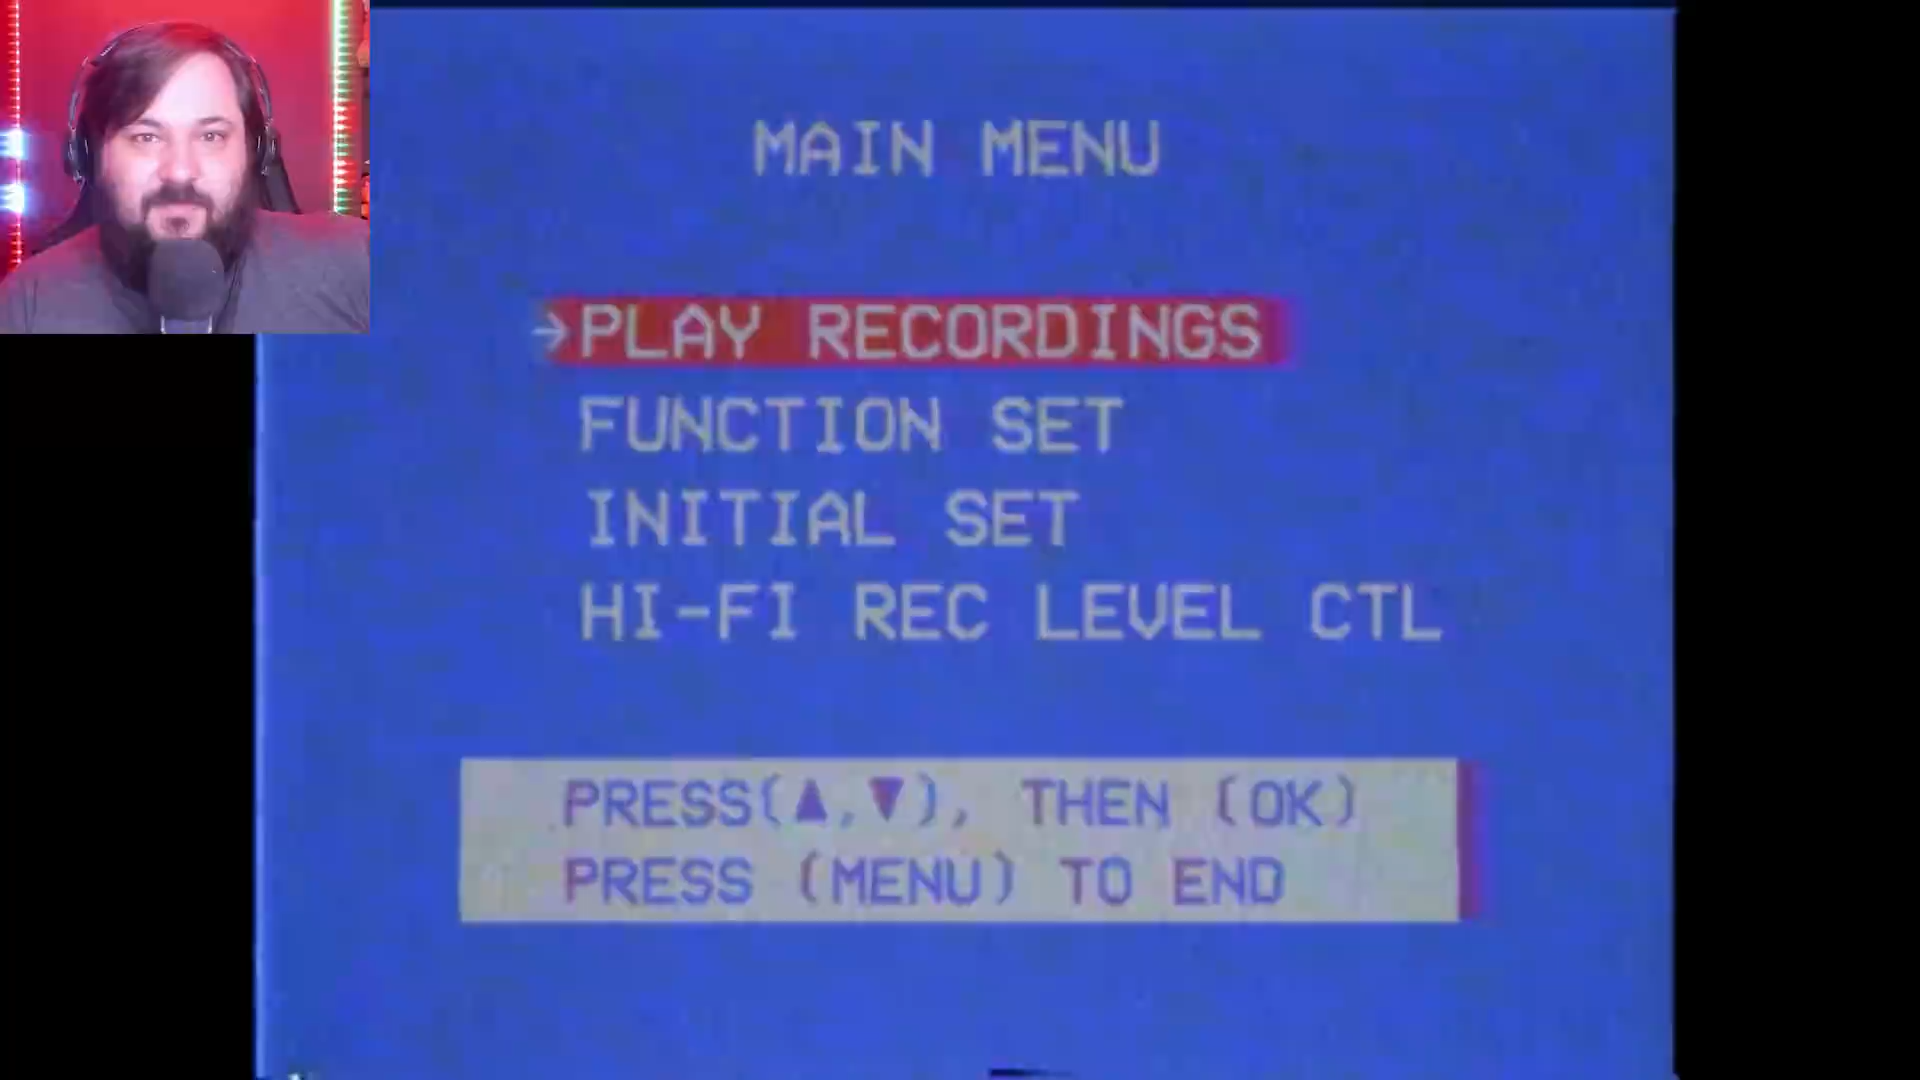 MAIN MENU
→PLAY RECORDINGS
FUNCTION SET
INITIAL SET
HI-FI REC LEVEL CTL
PRESS(▲,▼), THEN (OK)
PRESS (MENU) TO END